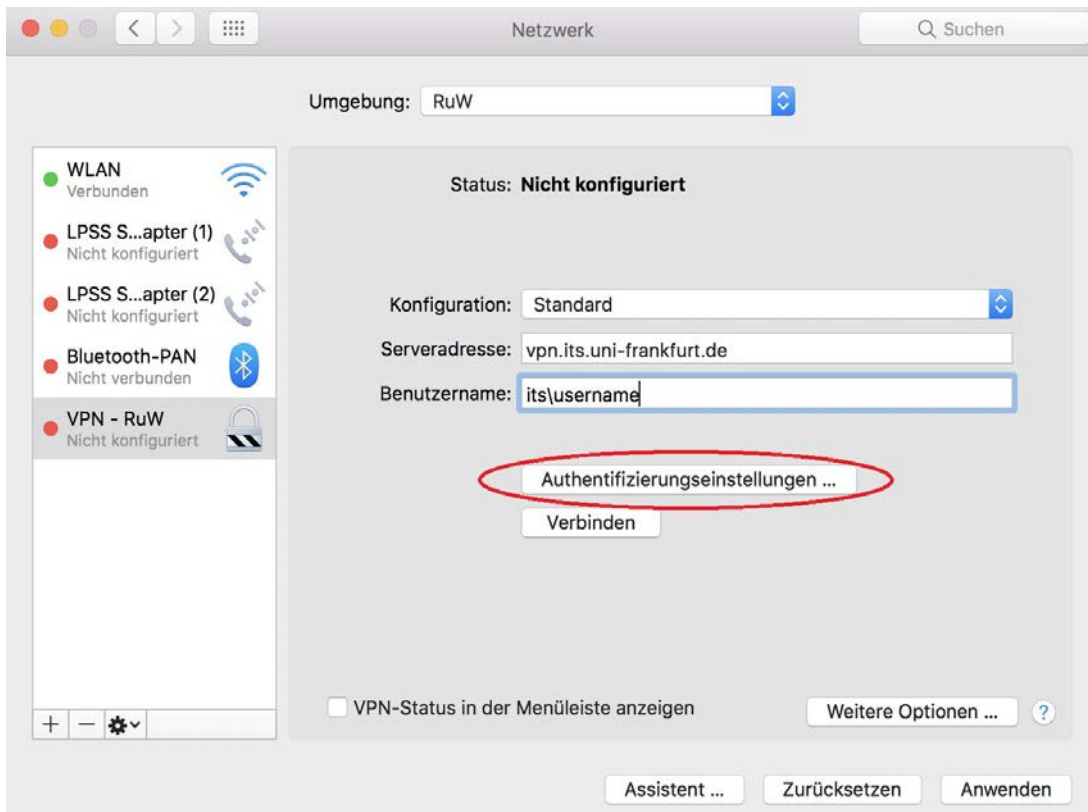 Netzwerk
Suchen
Umgebung: RuW
WLAN
Verbunden
LPSS S...apter (1)
Nicht konfiguriert
LPSS S...apter (2)
Nicht konfiguriert
Bluetooth-PAN
Nicht verbunden
VPN - RuW
Nicht konfiguriert
Status: Nicht konfiguriert
Konfiguration: Standard
Serveradresse: vpn.its.uni-frankfurt.de
Benutzername: its\username
Authentifizierungseinstellungen ...
Verbinden
VPN-Status in der Menüleiste anzeigen
Weitere Optionen ... ?
Assistent ... Zurücksetzen Anwenden